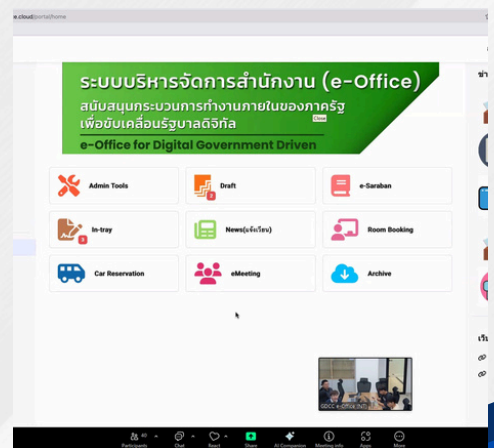 e.cloud/portal/home
ระบบบริหารจัดการสำนักงาน (e-Office)
สนับสนุนกระบวนการทำงานภายในของภาครัฐ
เพื่อขับเคลื่อนรัฐบาลดิจิทัล
Close
e-Office for Digital Government Driven
Admin Tools
Draft
3
e-Saraban
In-tray
3
News(แจ้งเวียน)
Room Booking
Car Reservation
eMeeting
Archive
Participants
Chat
React
Share
AI Companion
Meeting info
Apps
More